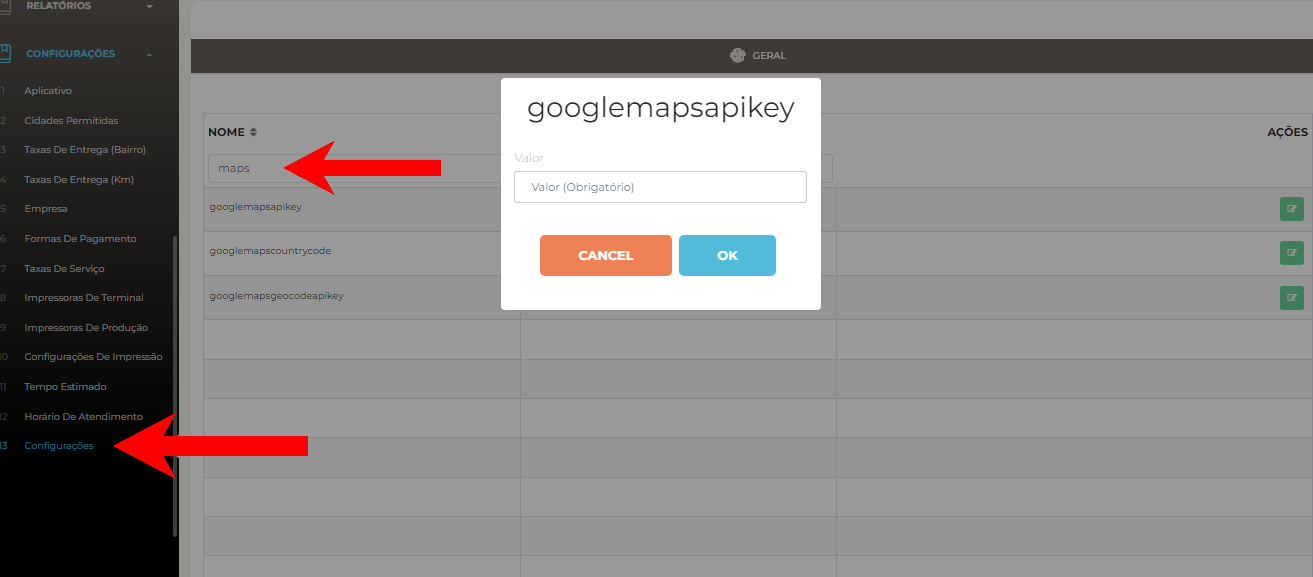 RELATÓRIOS
CONFIGURAÇÕES
1 Aplicativo
2 Cidades Permitidas
3 Taxas De Entrega (Bairro)
4 Taxas De Entrega (Km)
5 Empresa
6 Formas De Pagamento
7 Taxas De Serviço
8 Impressoras De Terminal
9 Impressoras De Produção
10 Configurações De Impressão
11 Tempo Estimado
12 Horário De Atendimento
13 Configurações
GERAL
NOME
AÇÕES
maps
googlemapsapikey
googlemapscountrycode
googlemapsgeocodeapikey
googlemapsapikey
Valor
Valor (Obrigatório)
CANCEL OK